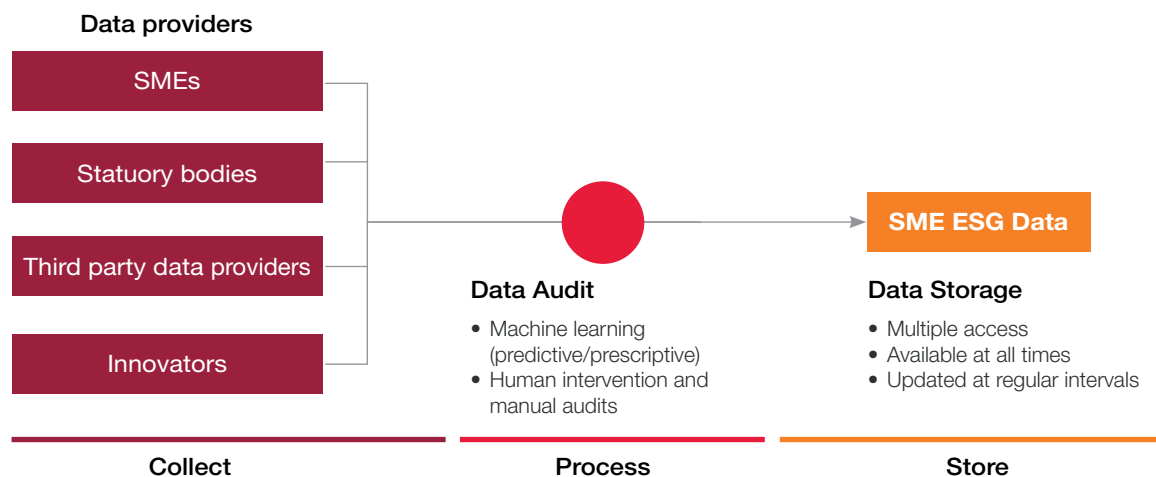 Data providers
SMEs
Statuory bodies
Third party data providers
Innovators
Data Audit
• Machine learning
(predictive/prescriptive)
• Human intervention and
manual audits
SME ESG Data
Data Storage
• Multiple access
• Available at all times
• Updated at regular intervals
Collect
Process
Store